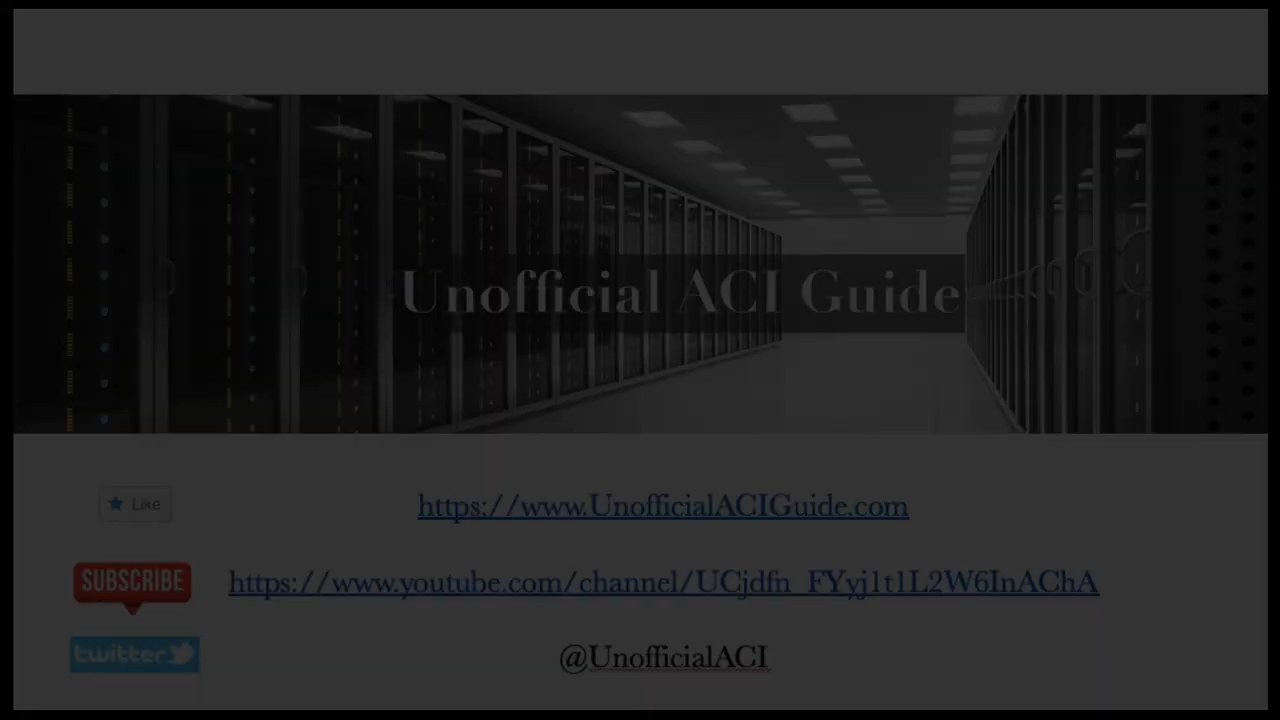 Unofficial ACI Guide
Like
https://www.UnofficialACIGuide.com
SUBSCRIBE
https://www.youtube.com/channel/UCjdfn_FYyj1t1L2W6InAChA
twitter
@UnofficialACI